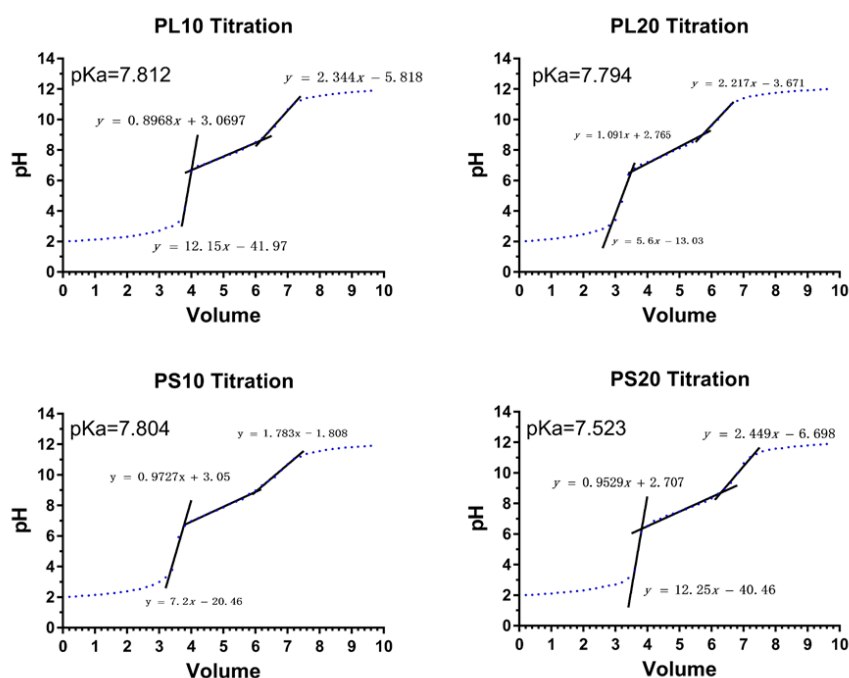 PL10 Titration
pKa=7.812
y = 2.344x − 5.818
y = 0.8968x + 3.0697
y = 12.15x − 41.97
pH
14
12
10
8
6
4
2
0
0 1 2 3 4 5 6 7 8 9 10
Volume
PL20 Titration
pKa=7.794
y = 2.217x − 3.671
y = 1.091x + 2.765
y = 5.6x − 13.03
pH
14
12
10
8
6
4
2
0
0 1 2 3 4 5 6 7 8 9 10
Volume
PS10 Titration
pKa=7.804
y = 1.783x − 1.808
y = 0.9727x + 3.05
y = 7.2x − 20.46
pH
14
12
10
8
6
4
2
0
0 1 2 3 4 5 6 7 8 9 10
Volume
PS20 Titration
pKa=7.523
y = 2.449x − 6.698
y = 0.9529x + 2.707
y = 12.25x − 40.46
pH
14
12
10
8
6
4
2
0
0 1 2 3 4 5 6 7 8 9 10
Volume